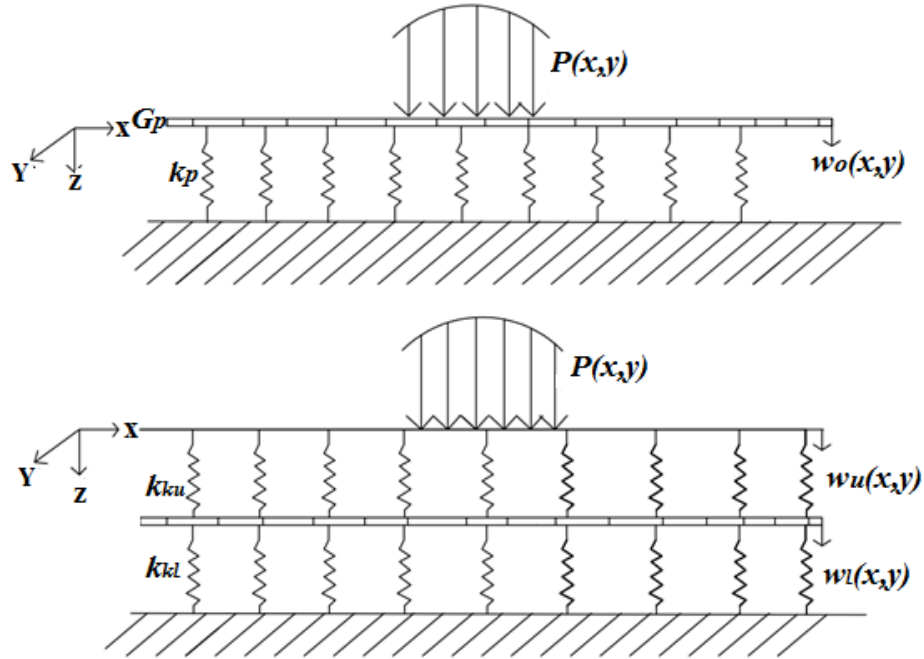 P(x,y)
x Gp
Y
z
kp
wo(x,y)
P(x,y)
x
Y
z
kku
wu(x,y)
kkl
wl(x,y)